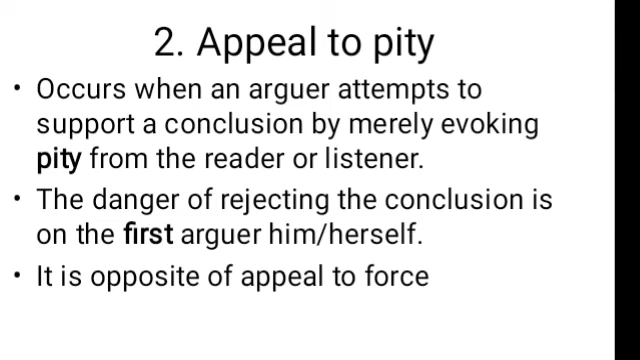 2. Appeal to pity
• Occurs when an arguer attempts to
support a conclusion by merely evoking
pity from the reader or listener.
• The danger of rejecting the conclusion is
on the first arguer him/herself.
• It is opposite of appeal to force